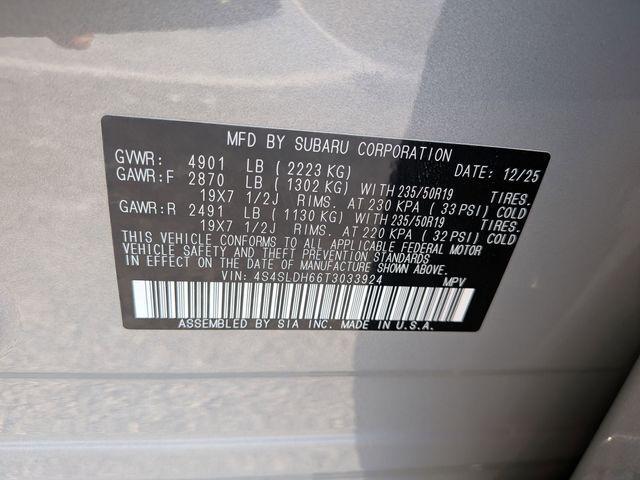 MFD BY SUBARU CORPORATION
GVWR: 4901 LB ( 2223 KG) DATE: 12/25
GAWR:F 2870 LB ( 1302 KG) WITH 235/50R19 TIRES.
19X7 1/2J RIMS. AT 230 KPA ( 33 PSI) COLD
GAWR:R 2491 LB ( 1130 KG) WITH 235/50R19 TIRES.
19X7 1/2J RIMS. AT 220 KPA ( 32 PSI) COLD
THIS VEHICLE CONFORMS TO ALL APPLICABLE FEDERAL MOTOR
VEHICLE SAFETY, BUMPER, AND THEFT PREVENTION STANDARDS
IN EFFECT ON THE DATE OF MANUFACTURE SHOWN ABOVE.
VIN: 4S4SLDH66T3033924 MPV
ASSEMBLED BY SIA INC. MADE IN U.S.A.